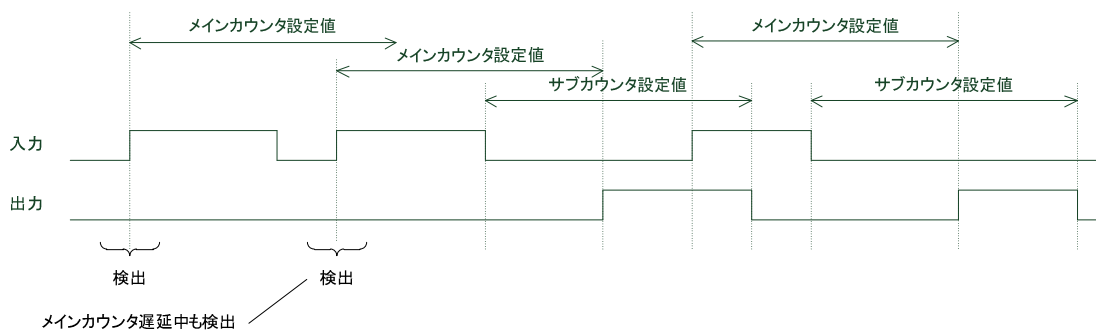 メインカウンタ設定値
メインカウンタ設定値
メインカウンタ設定値
サブカウンタ設定値
サブカウンタ設定値
入力
出力
検出
検出
メインカウンタ遅延中も検出